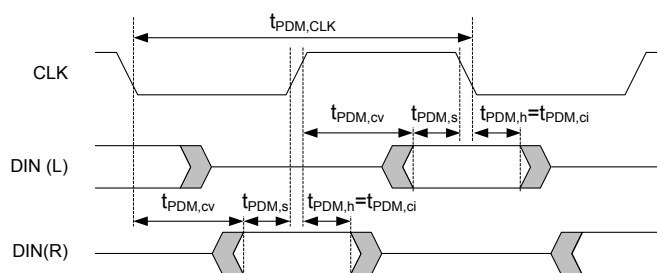 tPDM,CLK
CLK
tPDM,cv tPDM,s tPDM,h=tPDM,ci
DIN (L)
tPDM,cv tPDM,s tPDM,h=tPDM,ci
DIN(R)